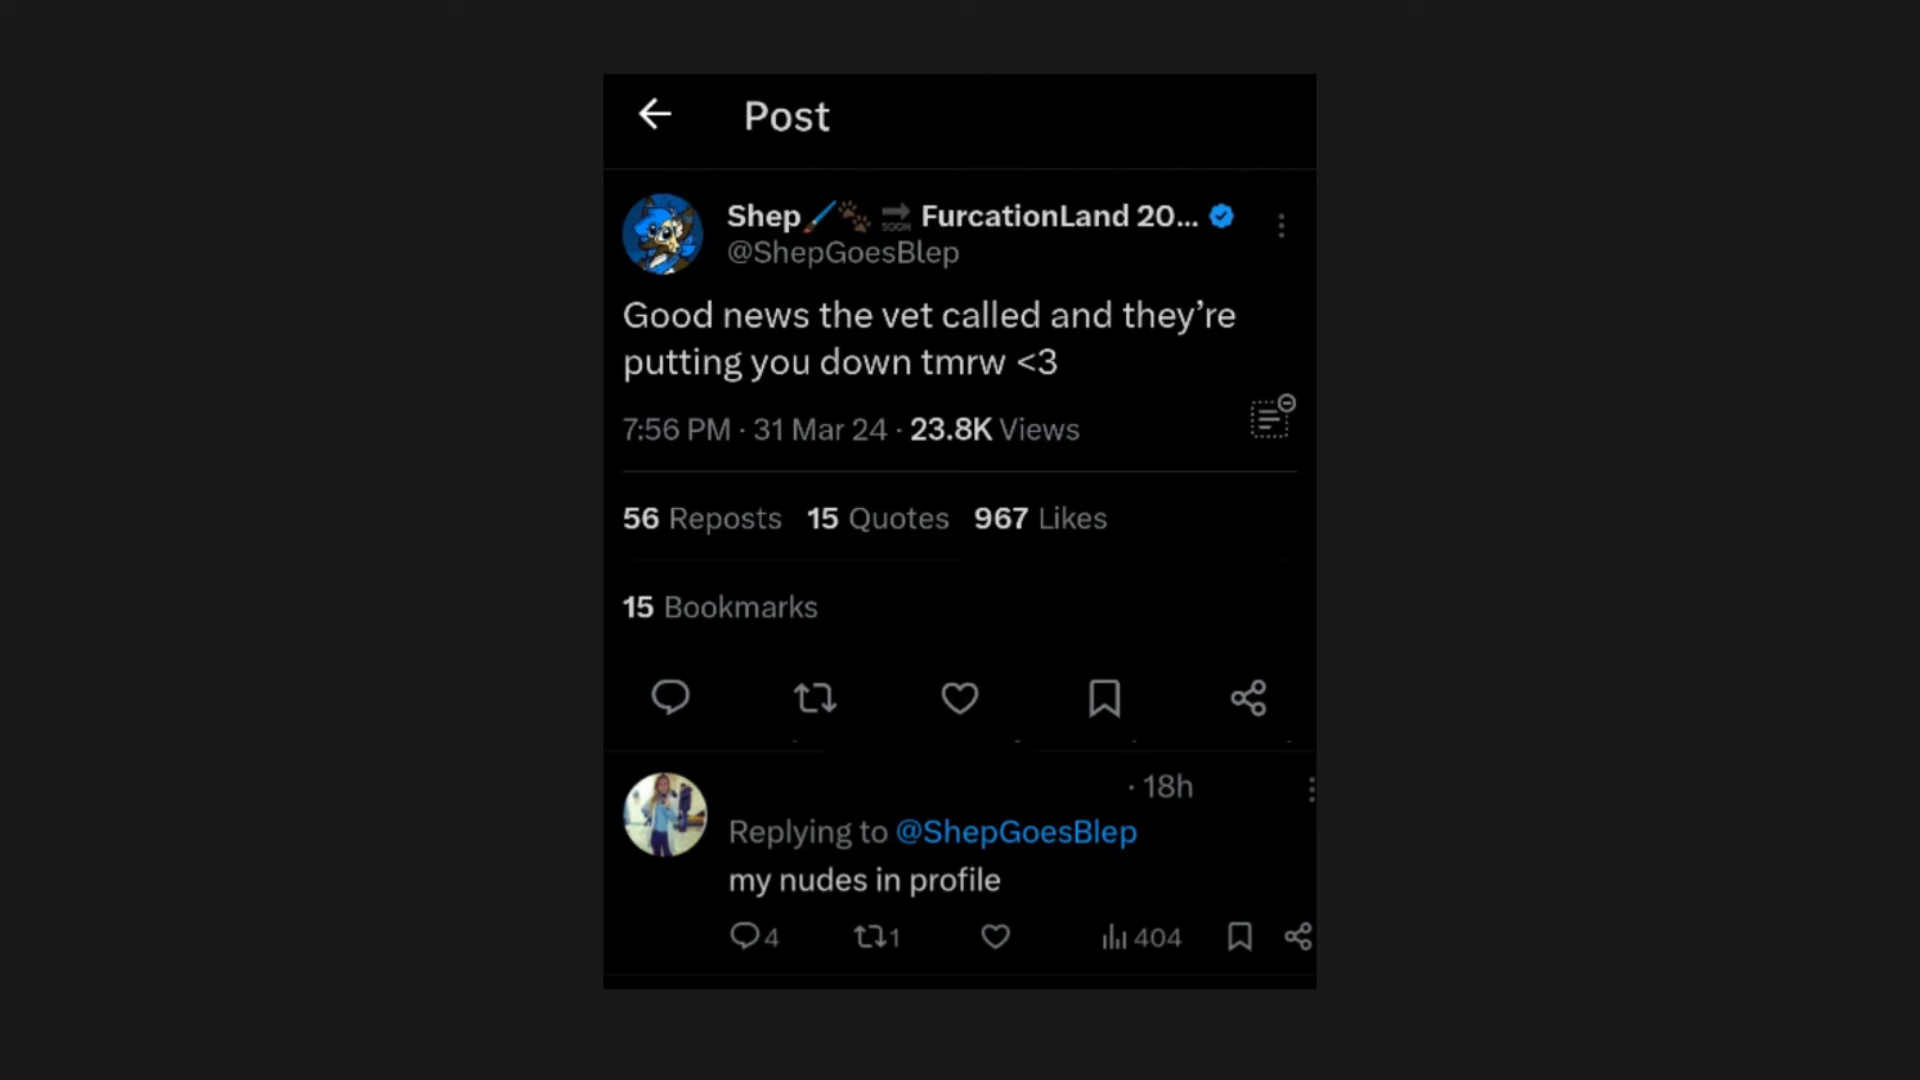 Post
Shep🖌️🐾 🔜 FurcationLand 20...
@ShepGoesBlep
Good news the vet called and they’re
putting you down tmrw <3
7:56 PM · 31 Mar 24 · 23.8K Views
56 Reposts 15 Quotes 967 Likes
15 Bookmarks
· 18h
Replying to @ShepGoesBlep
my nudes in profile
4 1 404